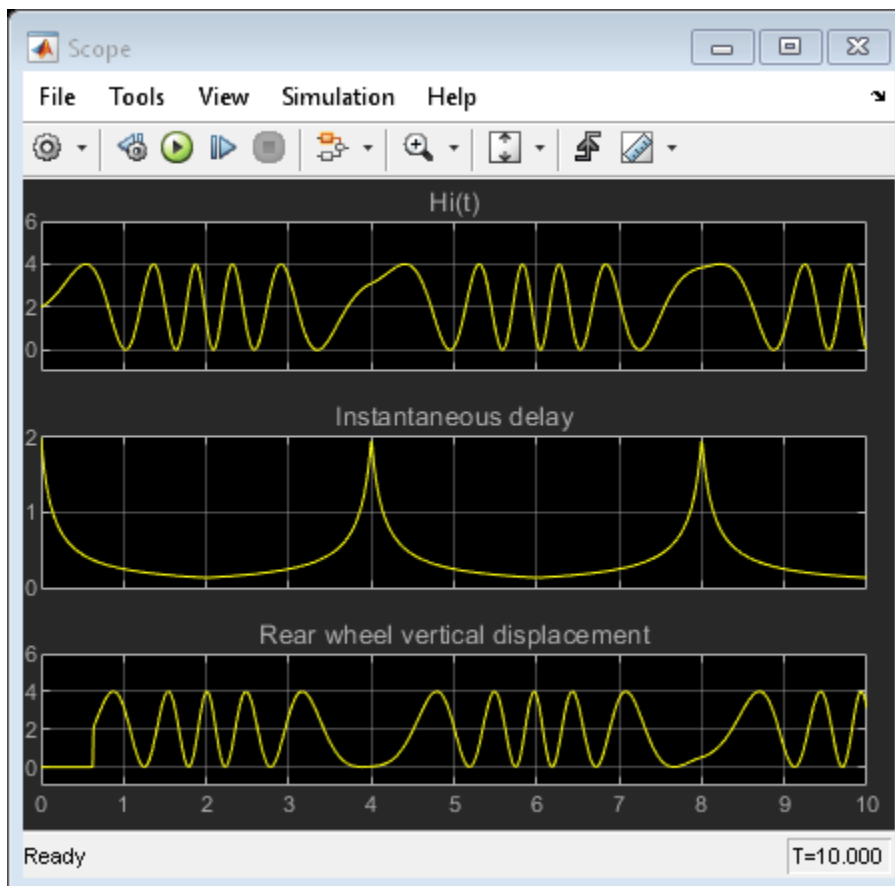 Scope
File Tools View Simulation Help
Hi(t)
6
4
2
0
Instantaneous delay
2
1
0
Rear wheel vertical displacement
6
4
2
0
0 1 2 3 4 5 6 7 8 9 10
Ready T=10.000